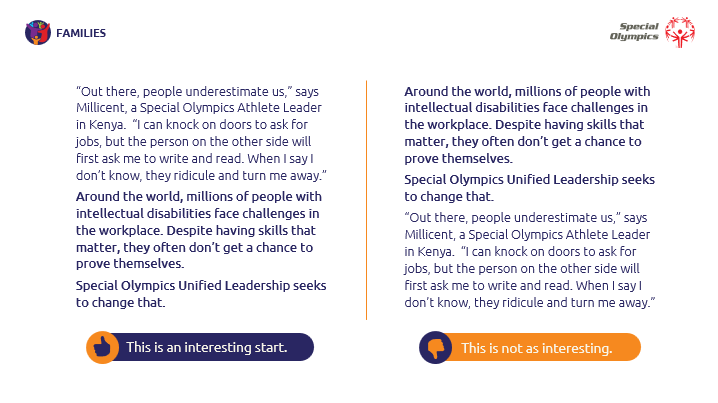 FAMILIES
Special
Olympics
“Out there, people underestimate us,” says
Millicent, a Special Olympics Athlete Leader
in Kenya.  “I can knock on doors to ask for
jobs, but the person on the other side will
first ask me to write and read. When I say I
don’t know, they ridicule and turn me away.”
Around the world, millions of people with
intellectual disabilities face challenges in
the workplace. Despite having skills that
matter, they often don’t get a chance to
prove themselves.
Special Olympics Unified Leadership seeks
to change that.
This is an interesting start.
Around the world, millions of people with
intellectual disabilities face challenges in
the workplace. Despite having skills that
matter, they often don’t get a chance to
prove themselves.
Special Olympics Unified Leadership seeks
to change that.
“Out there, people underestimate us,” says
Millicent, a Special Olympics Athlete Leader
in Kenya.  “I can knock on doors to ask for
jobs, but the person on the other side will
first ask me to write and read. When I say I
don’t know, they ridicule and turn me away.”
This is not as interesting.